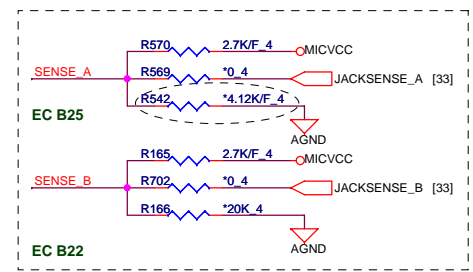 R570 2.7K/F_4 MICVCC
SENSE_A R569 *0_4 JACKSENSE_A [33]
R542 *4.12K/F_4
EC B25
AGND
R165 2.7K/F_4 MICVCC
SENSE_B R702 *0_4 JACKSENSE_B [33]
R166 *20K_4
EC B22 AGND